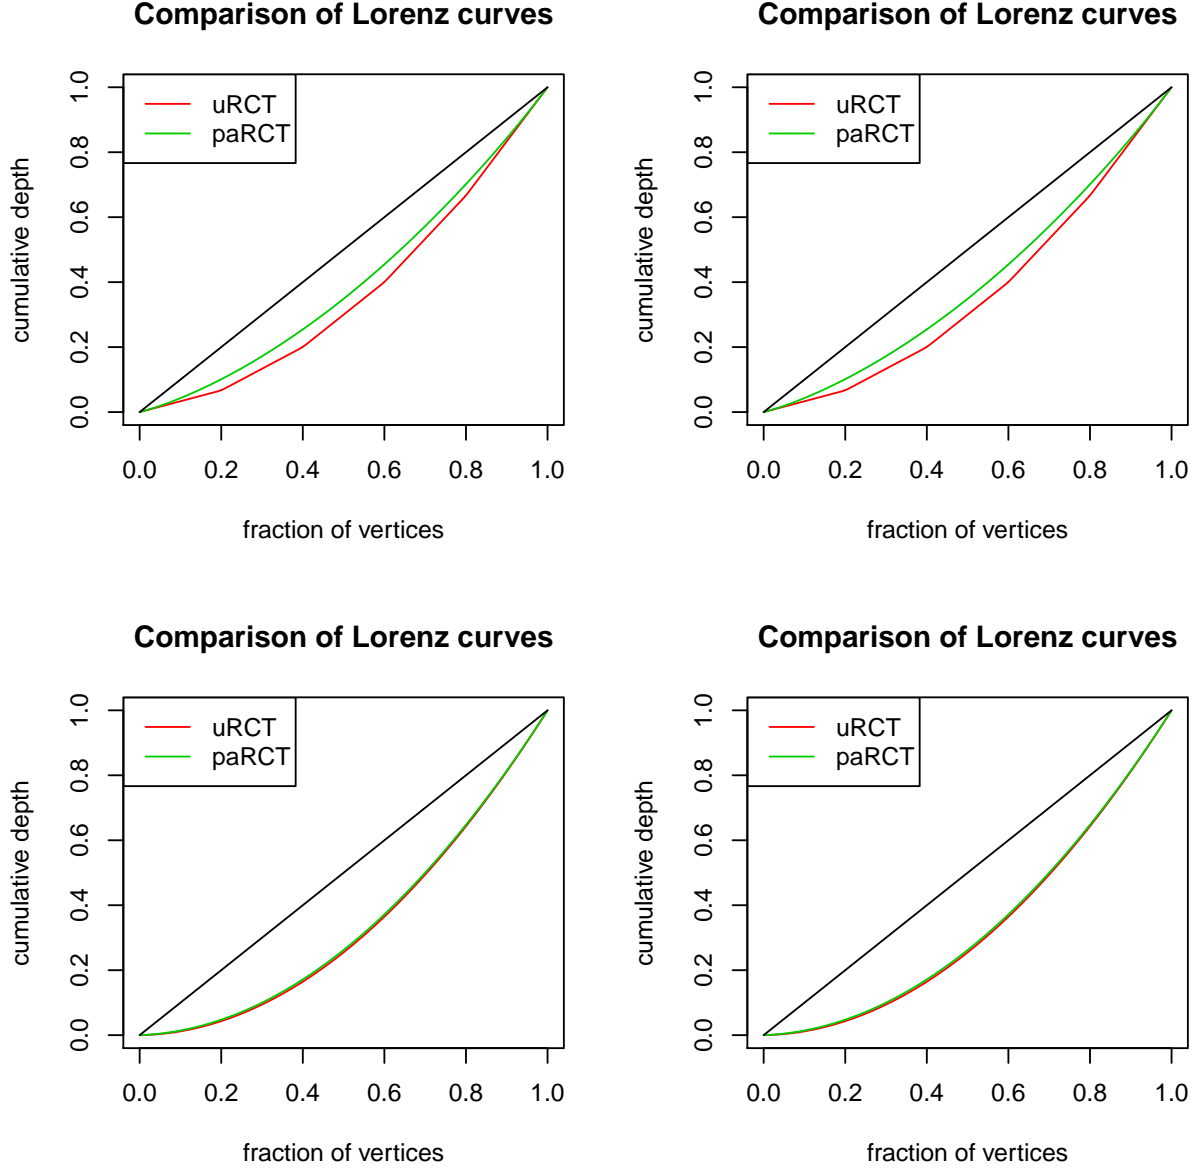 Comparison of Lorenz curves
uRCT
paRCT
cumulative depth
0.0 0.2 0.4 0.6 0.8 1.0
0.0 0.2 0.4 0.6 0.8 1.0
fraction of vertices
Comparison of Lorenz curves
uRCT
paRCT
cumulative depth
0.0 0.2 0.4 0.6 0.8 1.0
0.0 0.2 0.4 0.6 0.8 1.0
fraction of vertices
Comparison of Lorenz curves
uRCT
paRCT
cumulative depth
0.0 0.2 0.4 0.6 0.8 1.0
0.0 0.2 0.4 0.6 0.8 1.0
fraction of vertices
Comparison of Lorenz curves
uRCT
paRCT
cumulative depth
0.0 0.2 0.4 0.6 0.8 1.0
0.0 0.2 0.4 0.6 0.8 1.0
fraction of vertices